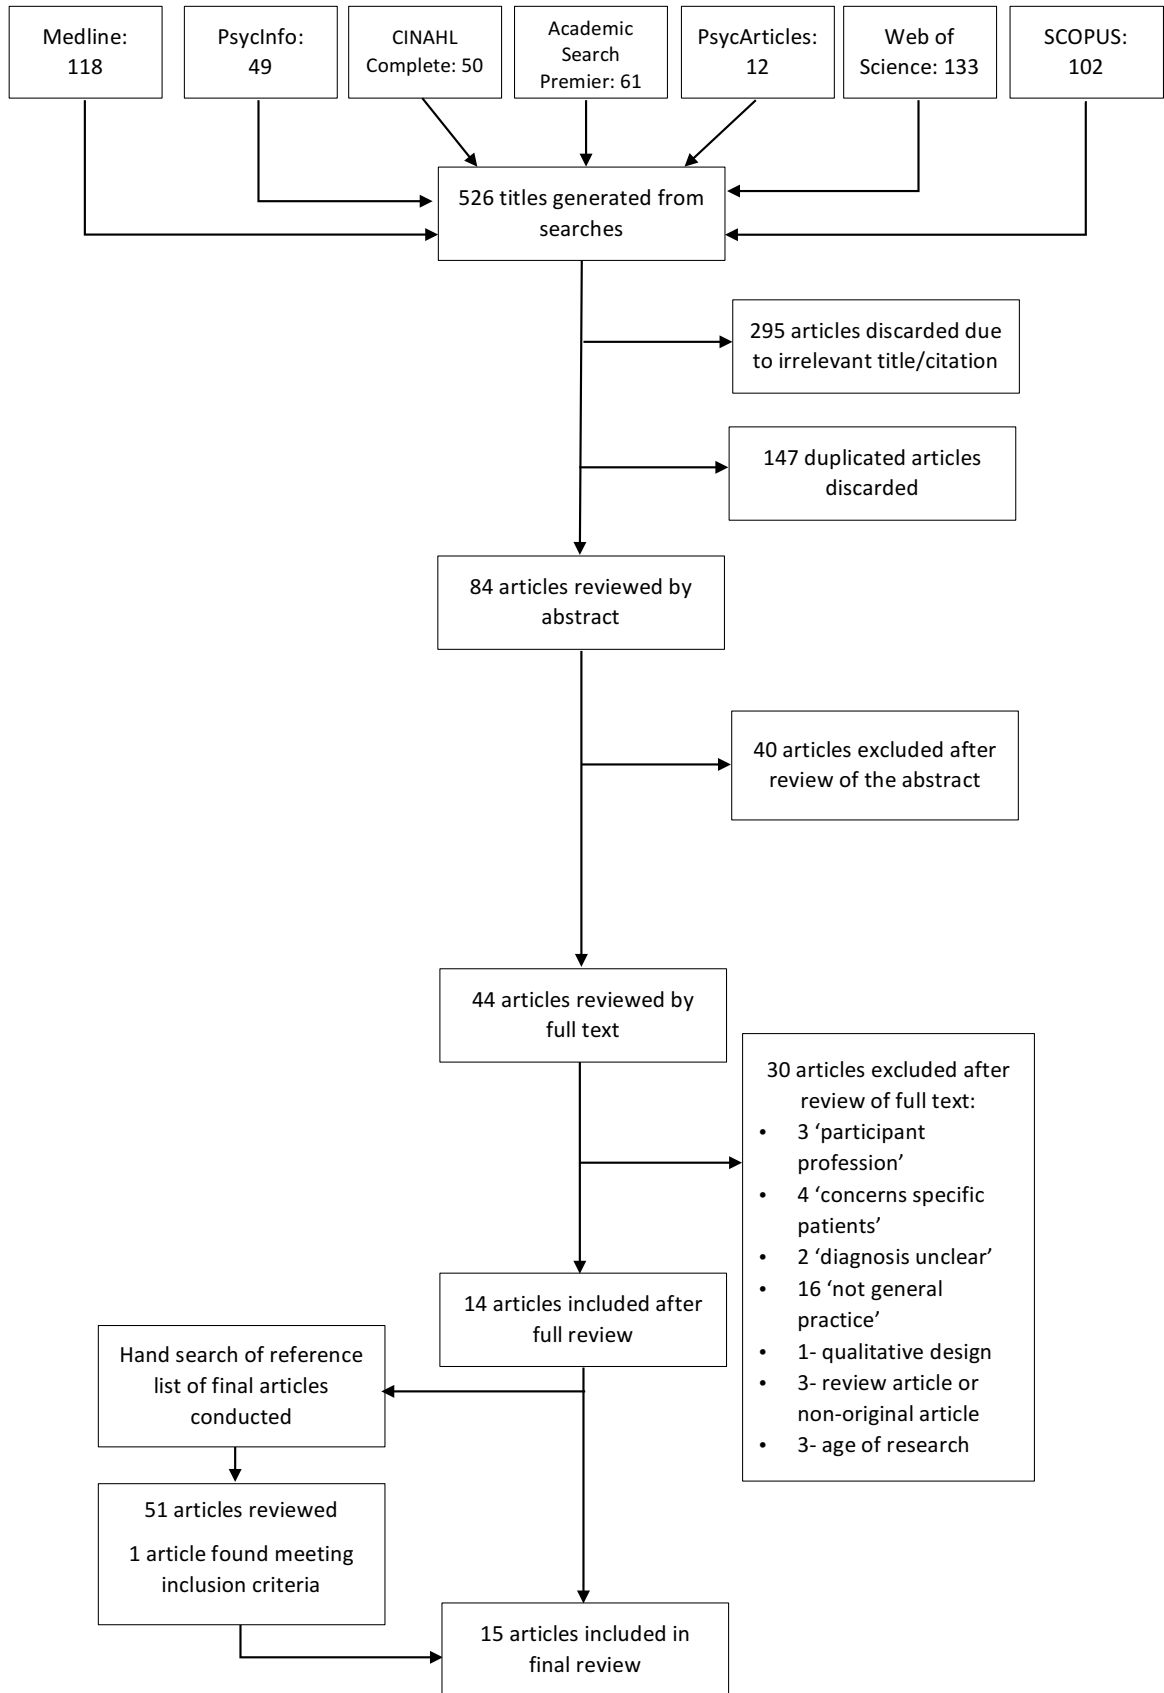 Medline:
118
PsycInfo:
49
CINAHL
Complete: 50
Academic
Search
Premier: 61
PsycArticles:
12
Web of
Science: 133
SCOPUS:
102
526 titles generated from
searches
295 articles discarded due
to irrelevant title/citation
147 duplicated articles
discarded
84 articles reviewed by
abstract
40 articles excluded after
review of the abstract
44 articles reviewed by
full text
30 articles excluded after
review of full text:
• 3 ‘participant
profession’
• 4 ‘concerns specific
patients’
• 2 ‘diagnosis unclear’
• 16 ‘not general
practice’
• 1- qualitative design
• 3- review article or
non-original article
• 3- age of research
14 articles included after
full review
Hand search of reference
list of final articles
conducted
51 articles reviewed
1 article found meeting
inclusion criteria
15 articles included in
final review